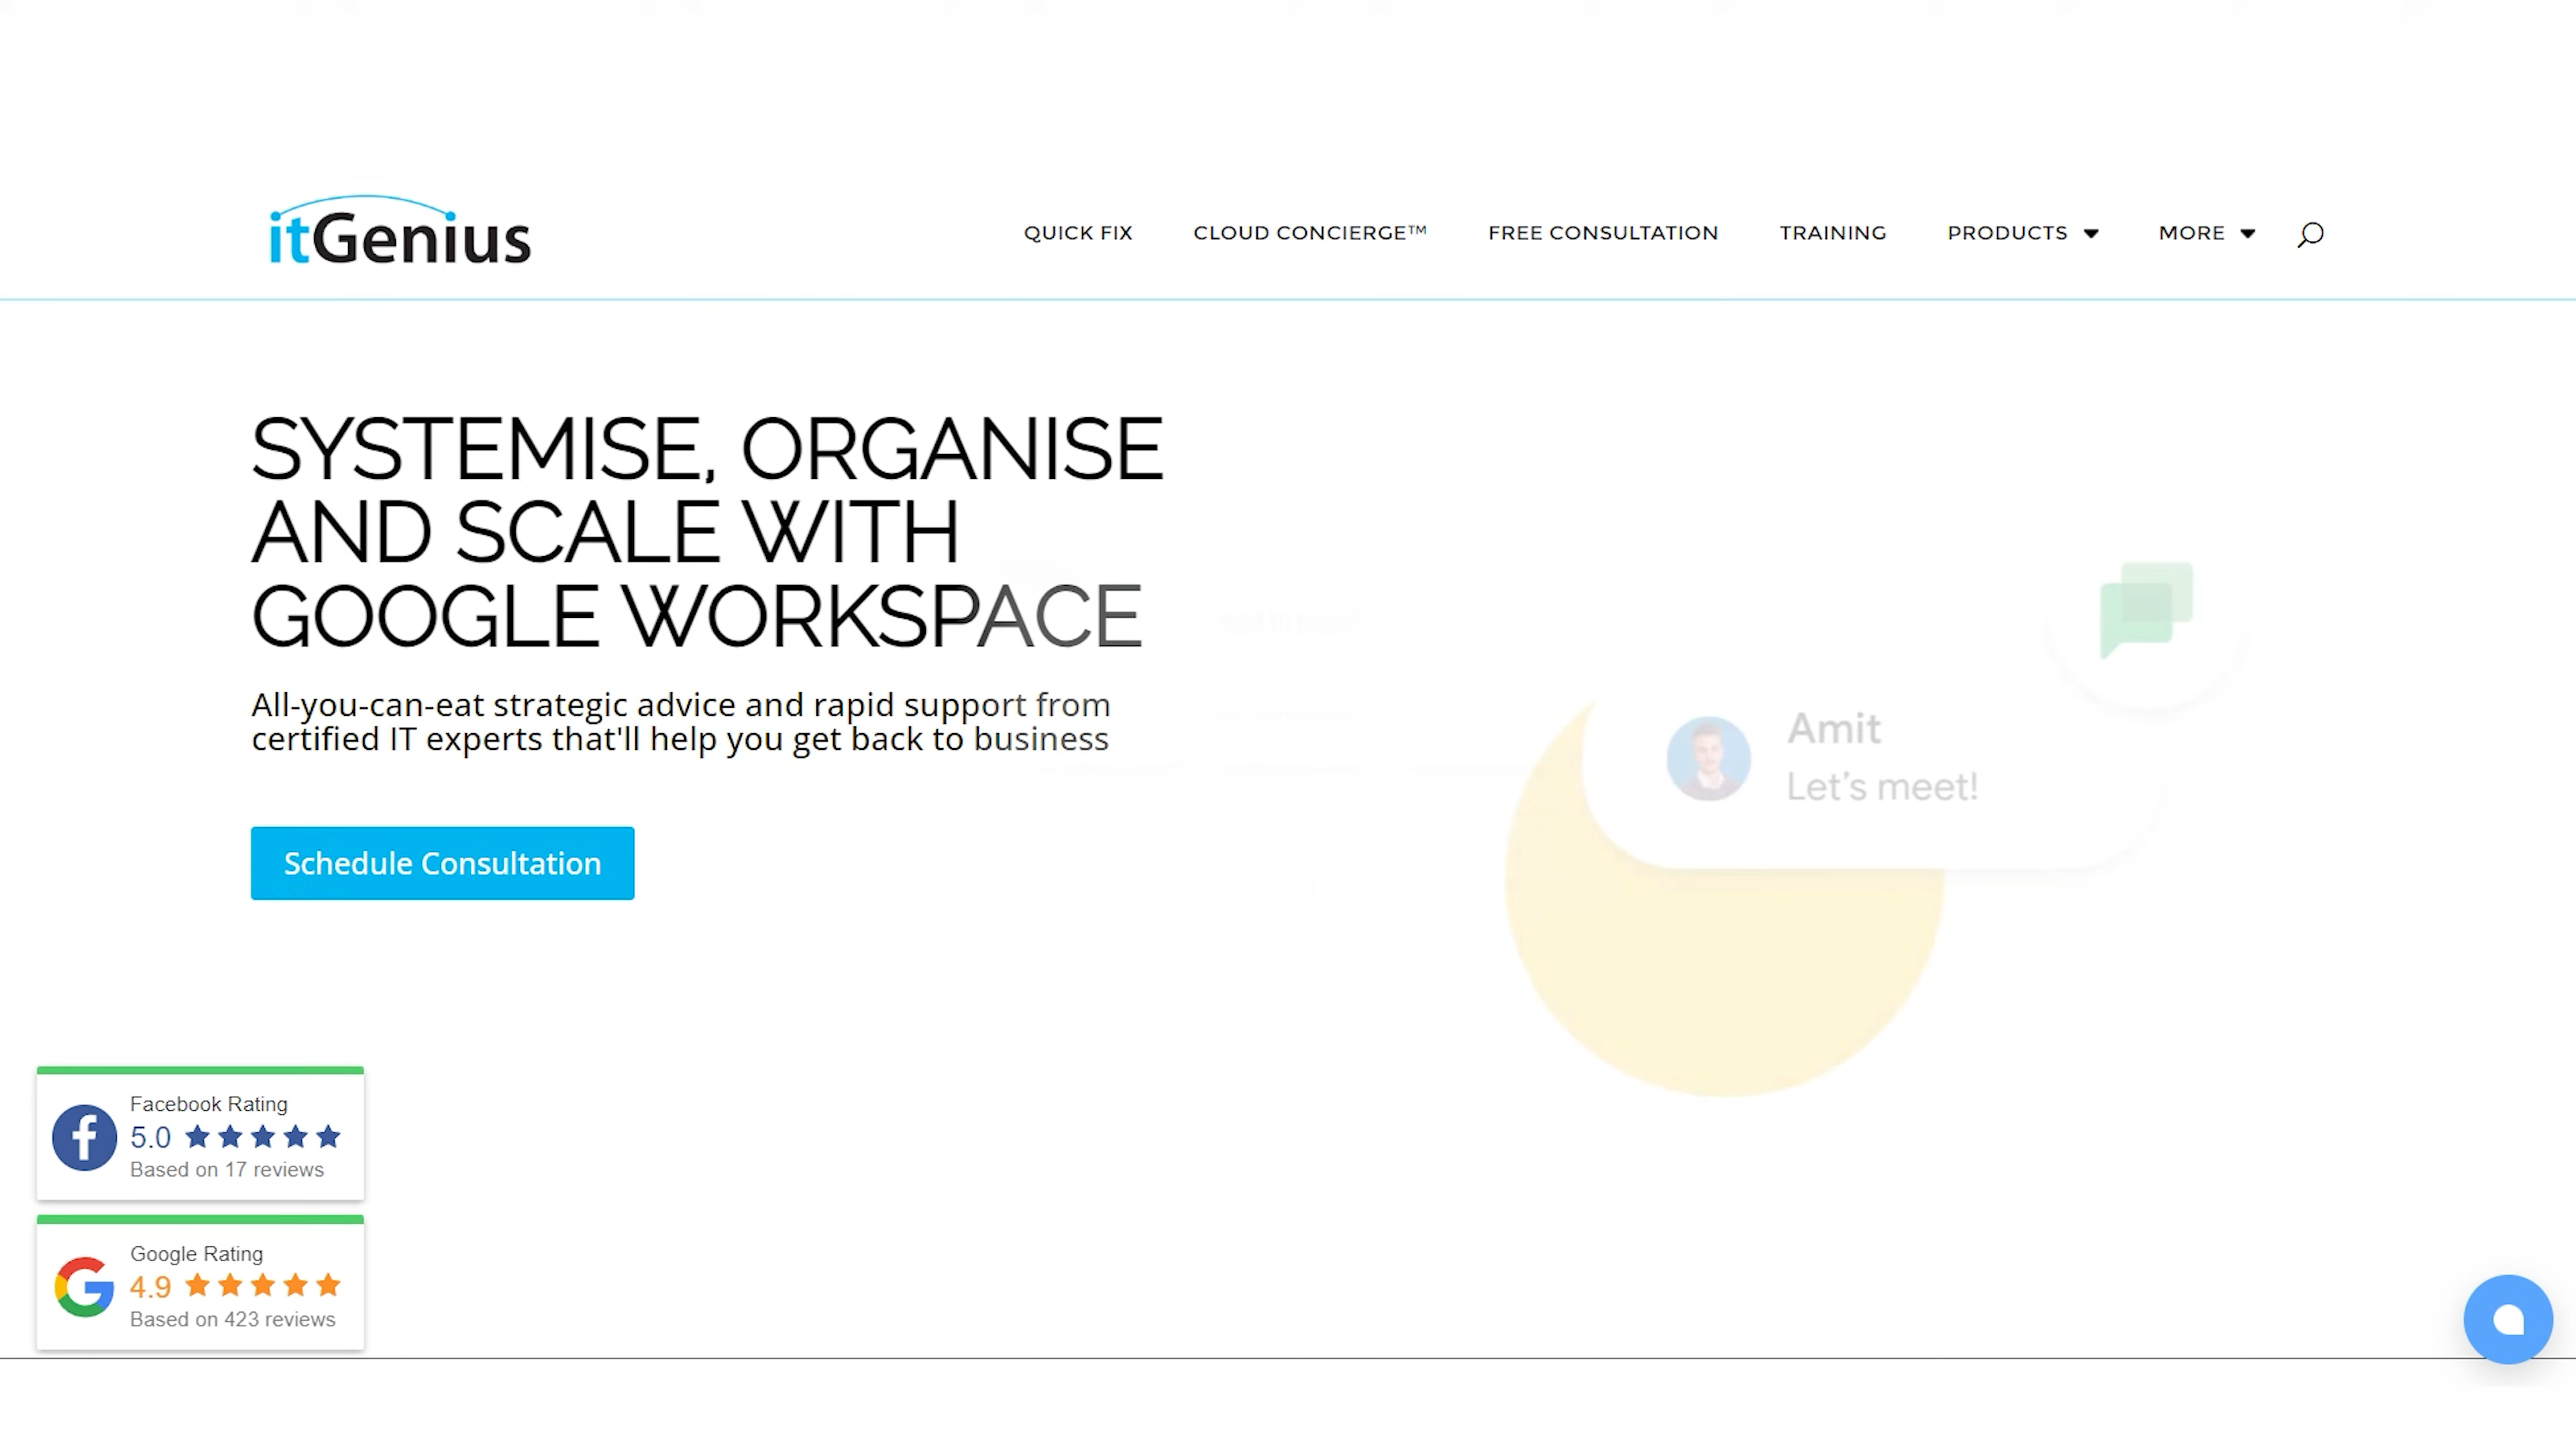 itGenius
QUICK FIX
CLOUD CONCIERGE™
FREE CONSULTATION
TRAINING
PRODUCTS
MORE
SYSTEMISE, ORGANISE
AND SCALE WITH
GOOGLE WORKSPACE
All-you-can-eat strategic advice and rapid support from
certified IT experts that'll help you get back to business
Schedule Consultation
Amit
Let's meet!
Facebook Rating
5.0
Based on 17 reviews
Google Rating
4.9
Based on 423 reviews